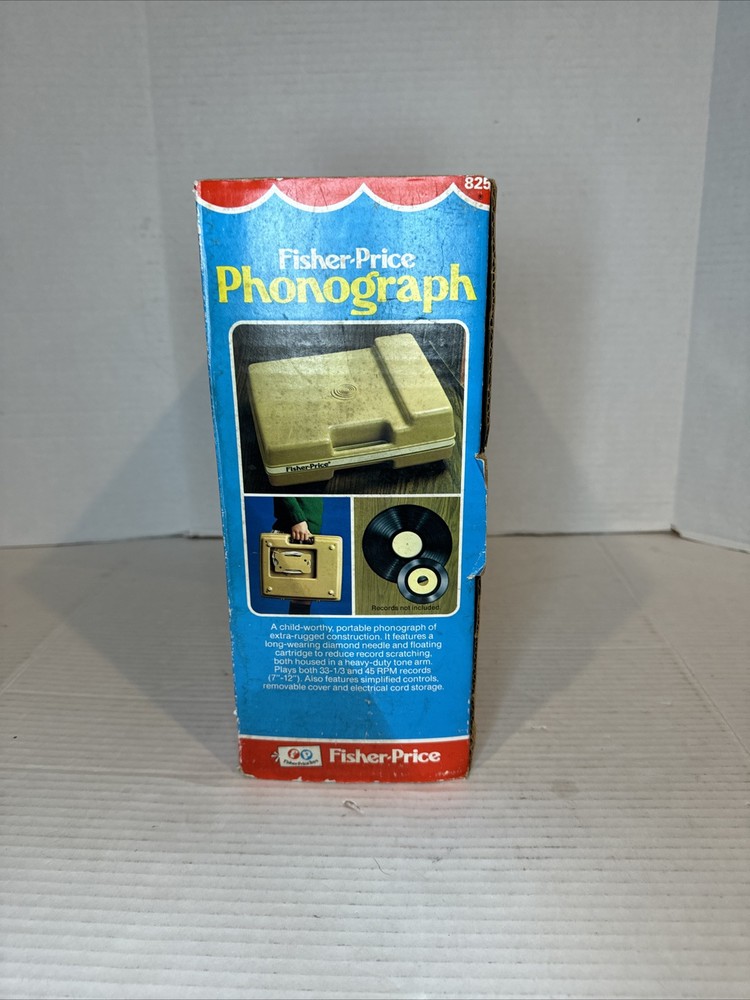 825
Fisher-Price
Phonograph
Fisher-Price
Records not included.
A child-worthy, portable phonograph of
extra-rugged construction. It features a
long-wearing diamond needle and floating
cartridge to reduce record scratching,
both housed in a heavy-duty tone arm.
Plays both 33-1/3 and 45 RPM records
(7"-12"). Also features simplified controls,
removable cover and electrical cord storage.
fp
Fisher-Price